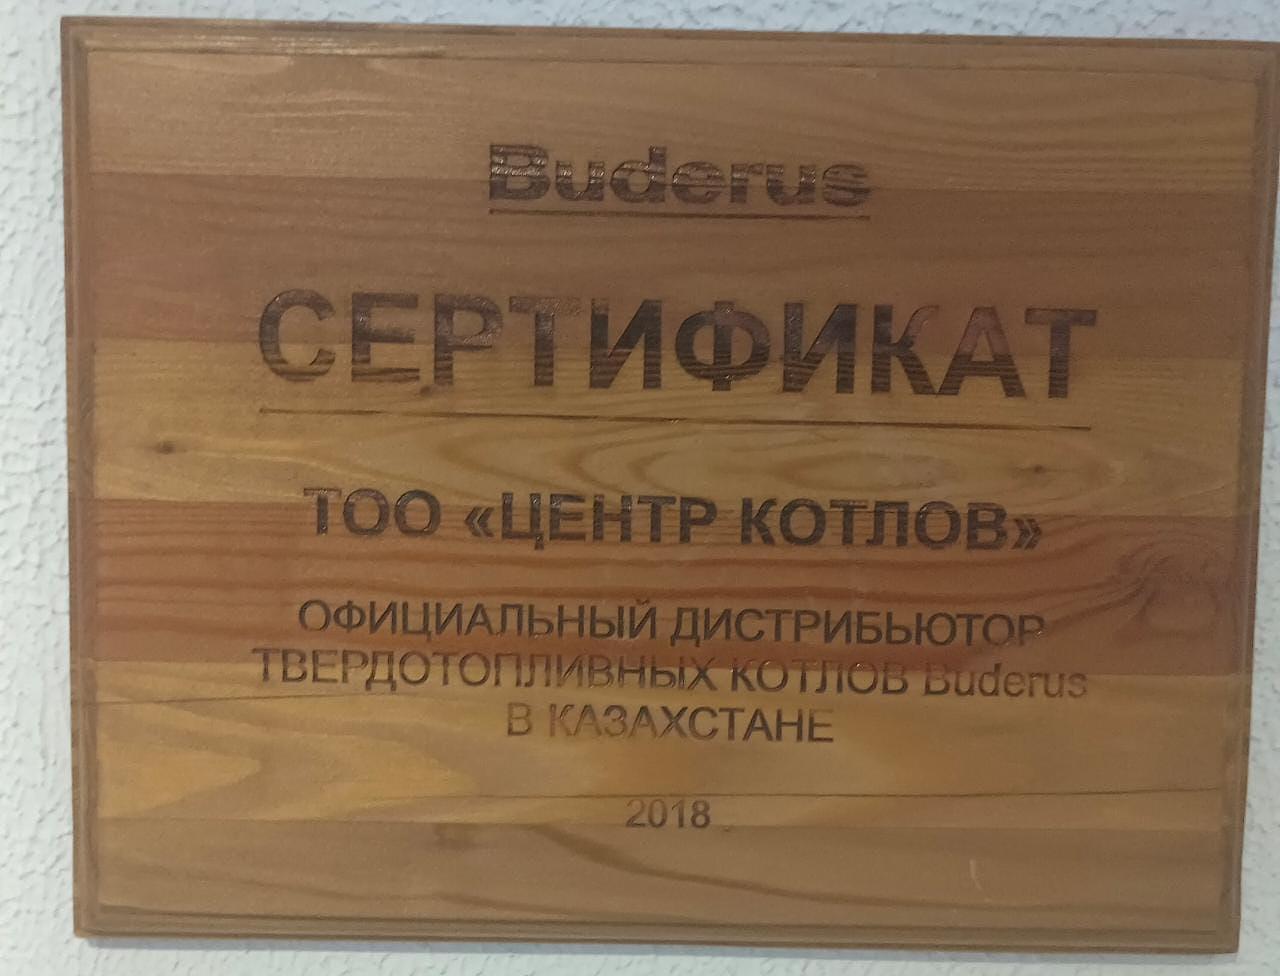 Buderus
СЕРТИФИКАТ
ТОО «ЦЕНТР КОТЛОВ»
ОФИЦИАЛЬНЫЙ ДИСТРИБЬЮТОР
ТВЕРДОТОПЛИВНЫХ КОТЛОВ Buderus
В КАЗАХСТАНЕ
2018